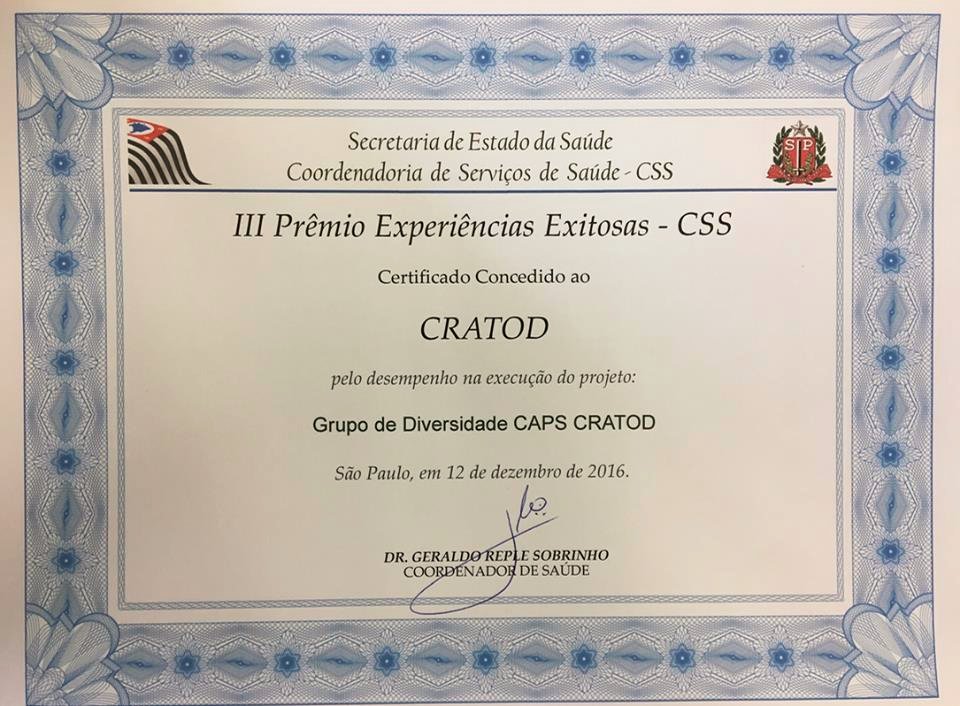 Secretaria de Estado da Saúde
Coordenadoria de Serviços de Saúde - CSS
SP
III Prêmio Experiências Exitosas - CSS
Certificado Concedido ao
CRATOD
pelo desempenho na execução do projeto:
Grupo de Diversidade CAPS CRATOD
São Paulo, em 12 de dezembro de 2016.
DR. GERALDO REPLE SOBRINHO
COORDENADOR DE SAÚDE